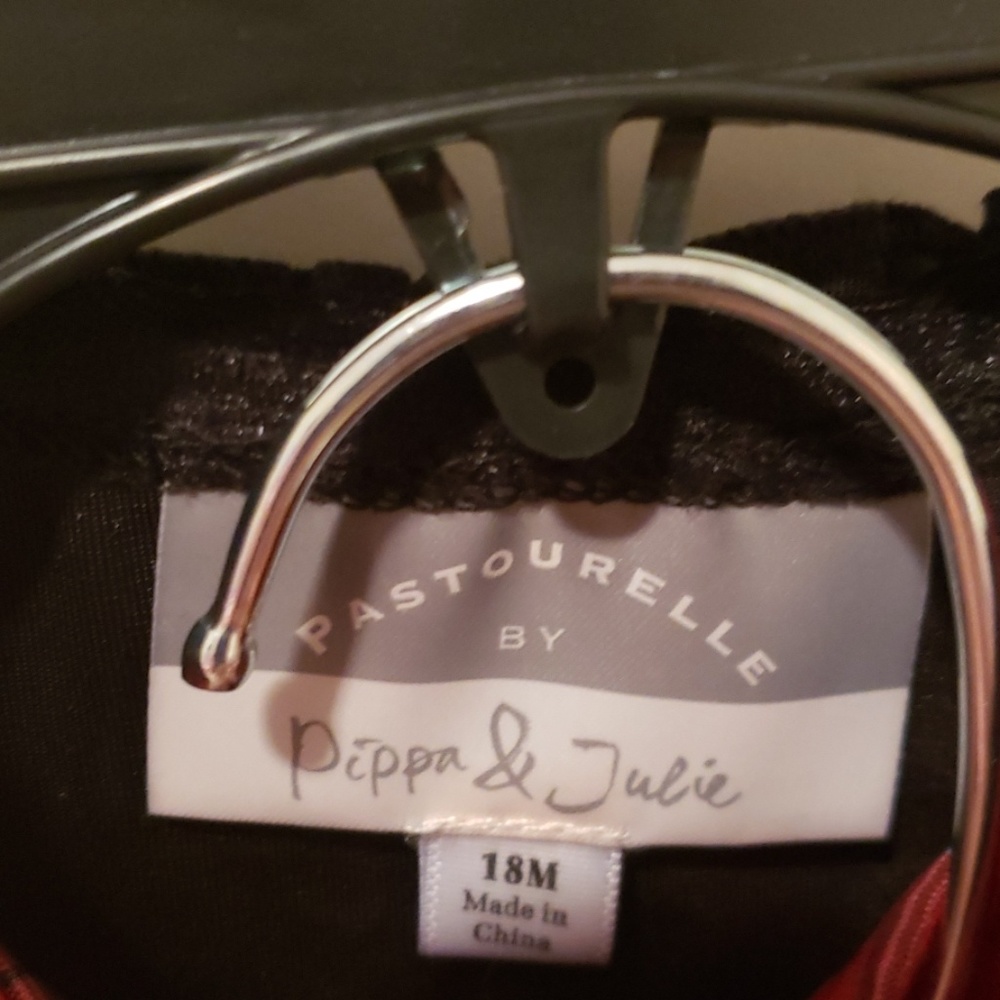 PASTOURELLE
BY
Pippa & Julie
18M
Made in
China